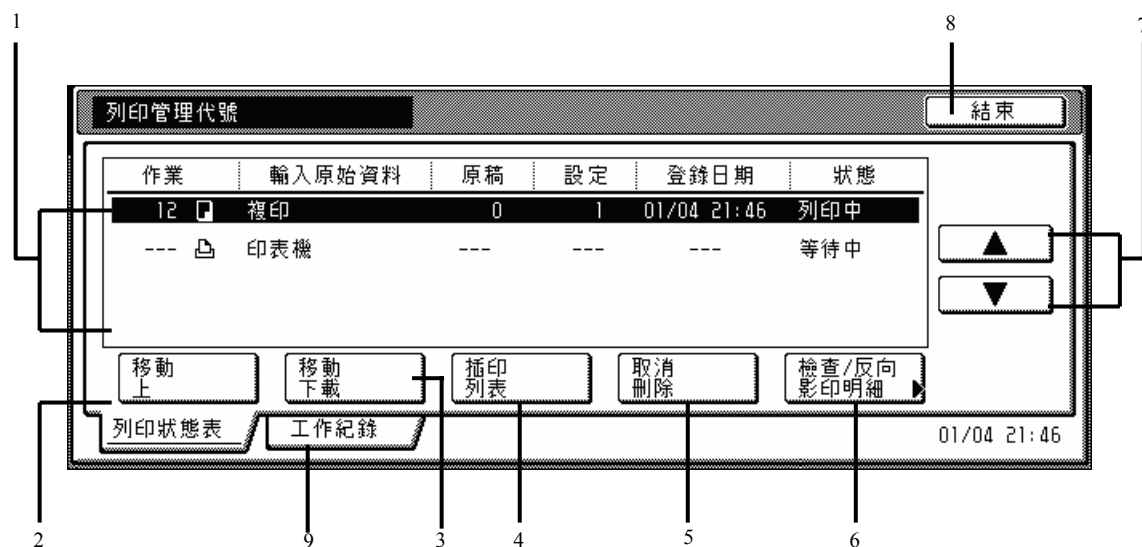 1 8 7
列印管理代號 結束
作業 輸入原始資料 原稿 設定 登錄日期 狀態
12 複印 0 1 01/04 21:46 列印中
--- 印表機 --- --- --- 等待中
▲
▼
移動 移動 插印 取消 檢查/反向
上 下載 列表 刪除 影印明細
列印狀態表 工作紀錄 01/04 21:46
2 9 3 4 5 6